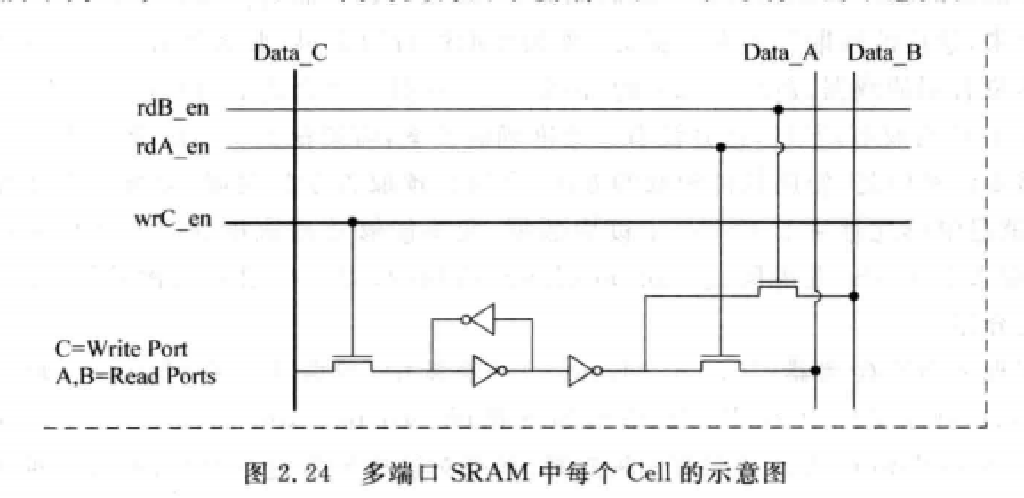 Data_C
Data_A
Data_B
rdB_en
rdA_en
wrC_en
C=Write Port
A,B=Read Ports
图 2.24 多端口 SRAM 中每个 Cell 的示意图